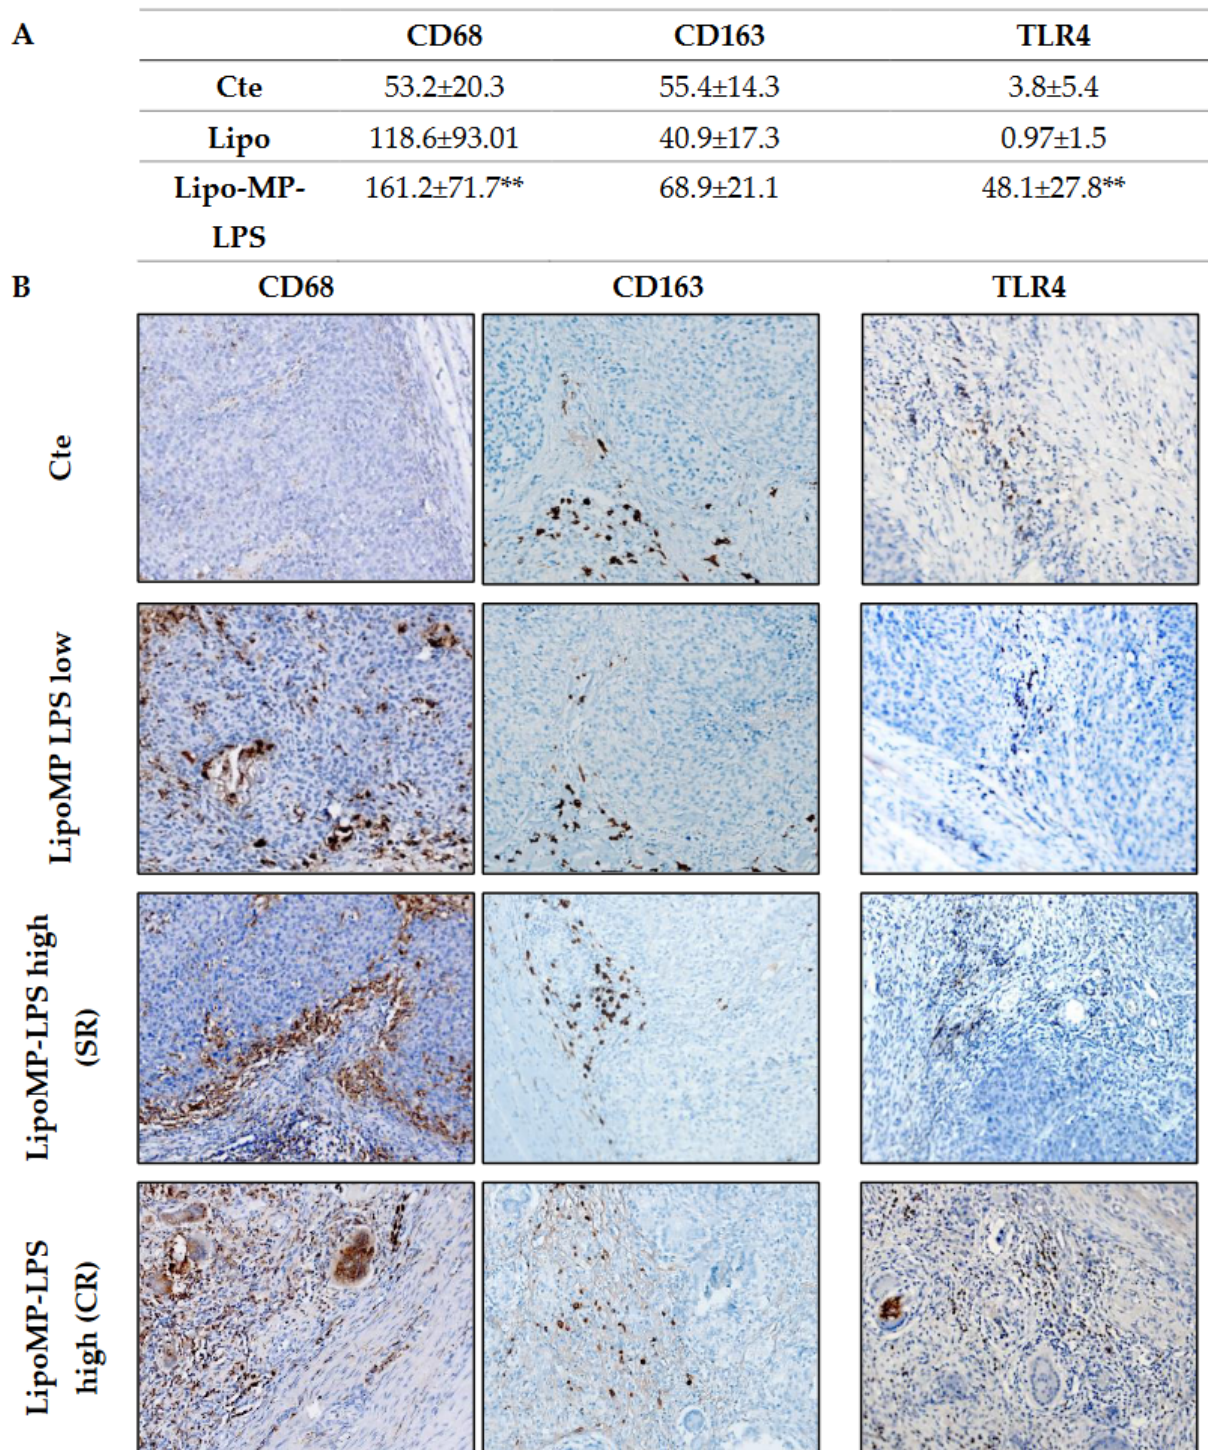 A
CD68 CD163 TLR4
Cte 53.2±20.3 55.4±14.3 3.8±5.4
Lipo 118.6±93.01 40.9±17.3 0.97±1.5
Lipo-MP- 161.2±71.7** 68.9±21.1 48.1±27.8**
LPS
B
CD68 CD163 TLR4
Cte
LipoMP LPS low
LipoMP-LPS high
(SR)
LipoMP-LPS
high (CR)